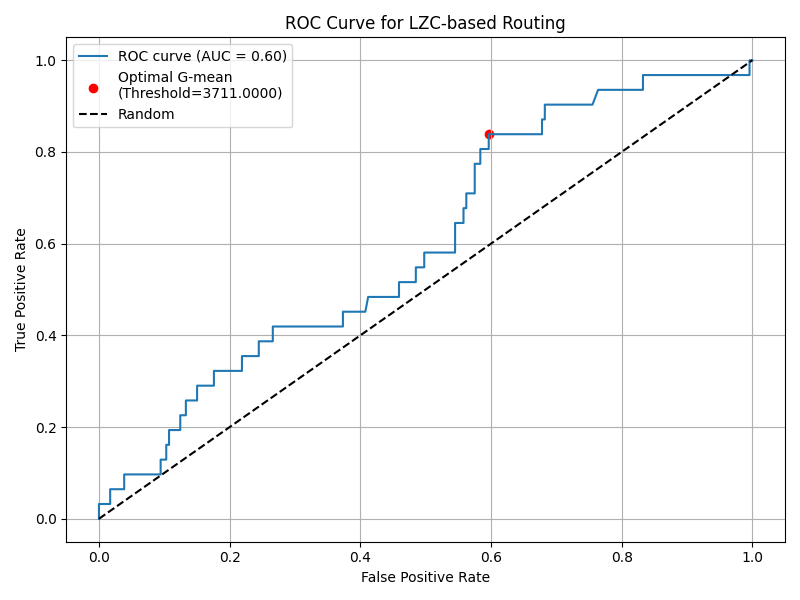 ROC Curve for LZC-based Routing
ROC curve (AUC = 0.60)
Optimal G-mean
(Threshold=3711.0000)
Random
True Positive Rate
1.0
0.8
0.6
0.4
0.2
0.0
0.0 0.2 0.4 0.6 0.8 1.0
False Positive Rate